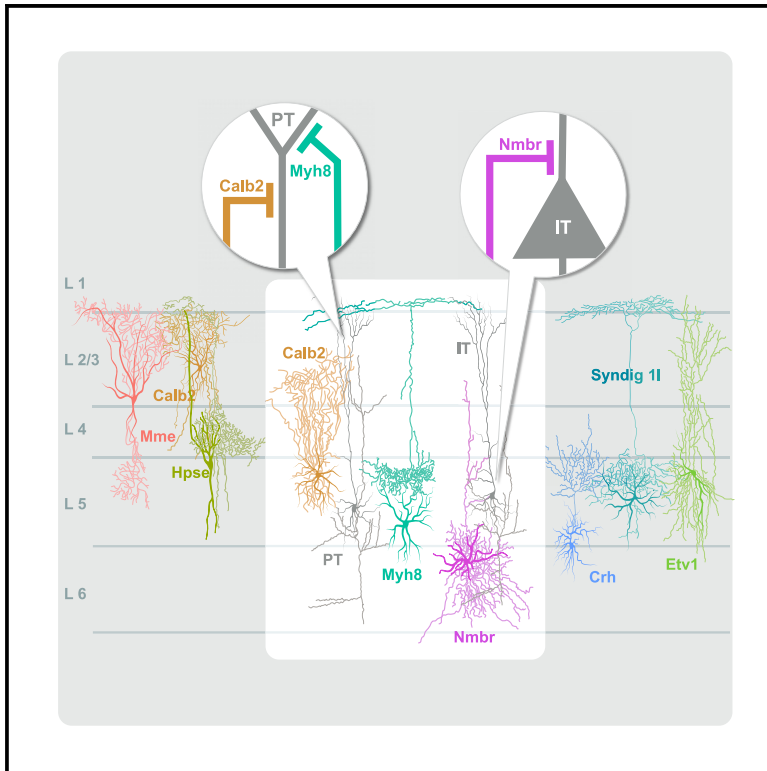 PT
Myh8
Calb2
Nmbr
IT
L 1
L 2/3
L 4
L 5
L 6
Calb2
Mme
Hpse
Calb2
PT
Myh8
IT
Nmbr
Syndig 1l
Crh
Etv1